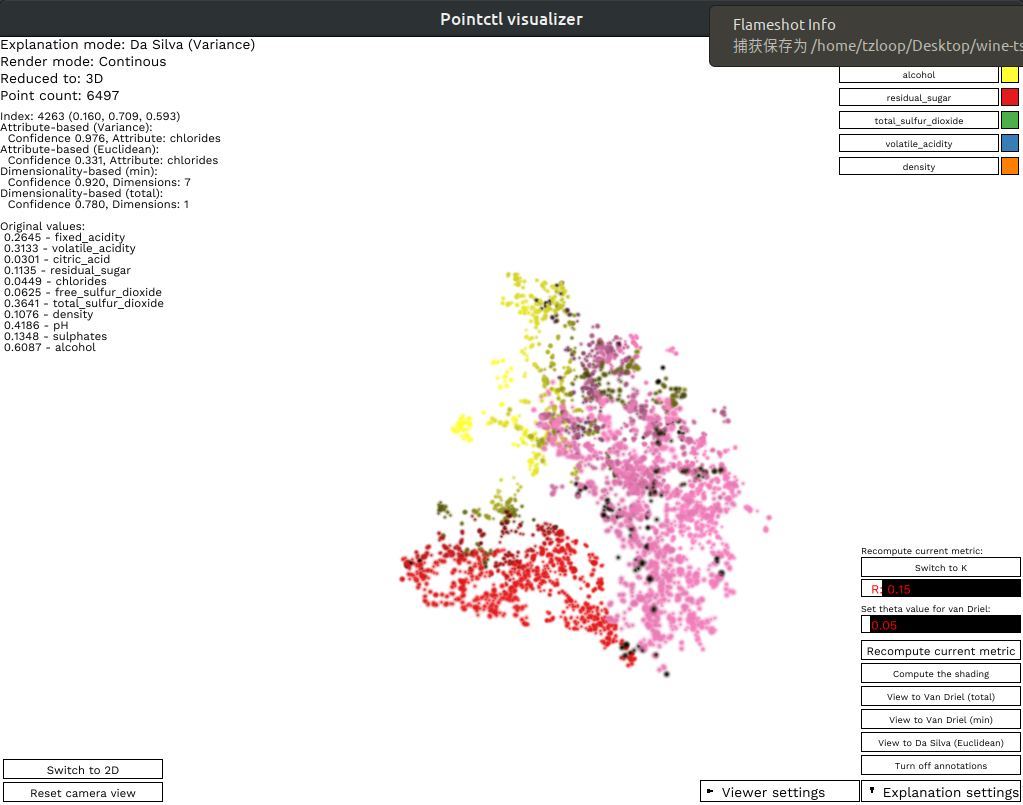 Pointctl visualizer
Flameshot Info
捕获保存为 /home/tzloop/Desktop/wine-ts
Explanation mode: Da Silva (Variance)
Render mode: Continous
Reduced to: 3D
Point count: 6497
Index: 4263 (0.160, 0.709, 0.593)
Attribute-based (Variance):
Confidence 0.976, Attribute: chlorides
Attribute-based (Euclidean):
Confidence 0.331, Attribute: chlorides
Dimensionality-based (min):
Confidence 0.920, Dimensions: 7
Dimensionality-based (total):
Confidence 0.780, Dimensions: 1
Original values:
0.2645 - fixed_acidity
0.3133 - volatile_acidity
0.0301 - citric_acid
0.1135 - residual_sugar
0.0449 - chlorides
0.0625 - free_sulfur_dioxide
0.3641 - total_sulfur_dioxide
0.1076 - density
0.4186 - pH
0.1348 - sulphates
0.6087 - alcohol
alcohol
residual_sugar
total_sulfur_dioxide
volatile_acidity
density
Recompute current metric:
Switch to K
R: 0.15
Set theta value for van Driel:
0.05
Recompute current metric
Compute the shading
View to Van Driel (total)
View to Van Driel (min)
View to Da Silva (Euclidean)
Turn off annotations
Switch to 2D
Reset camera view
Viewer settings
Explanation settings